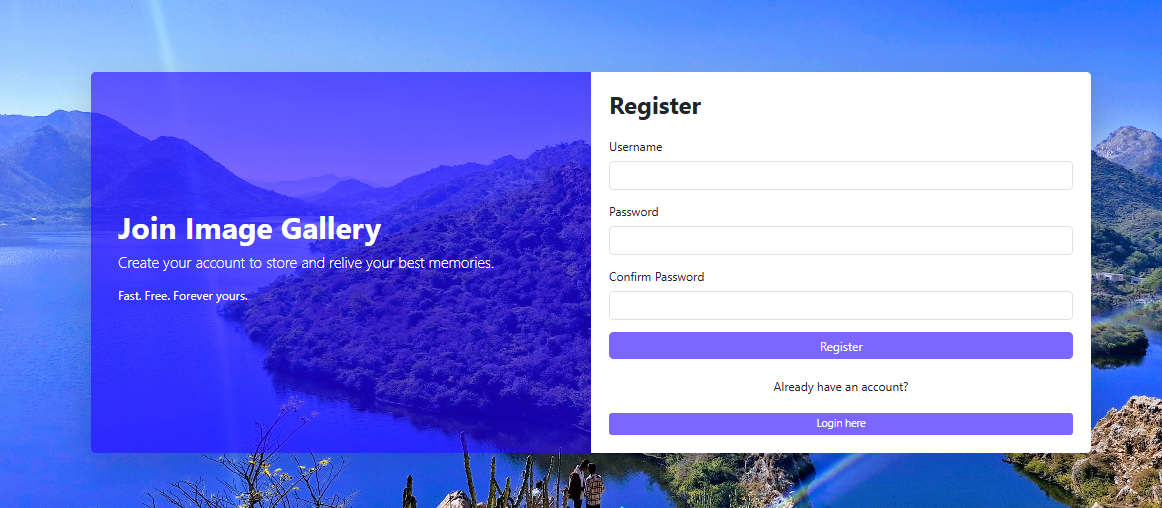 Join Image Gallery
Create your account to store and relive your best memories.
Fast. Free. Forever yours.
Register
Username
Password
Confirm Password
Register
Already have an account?
Login here